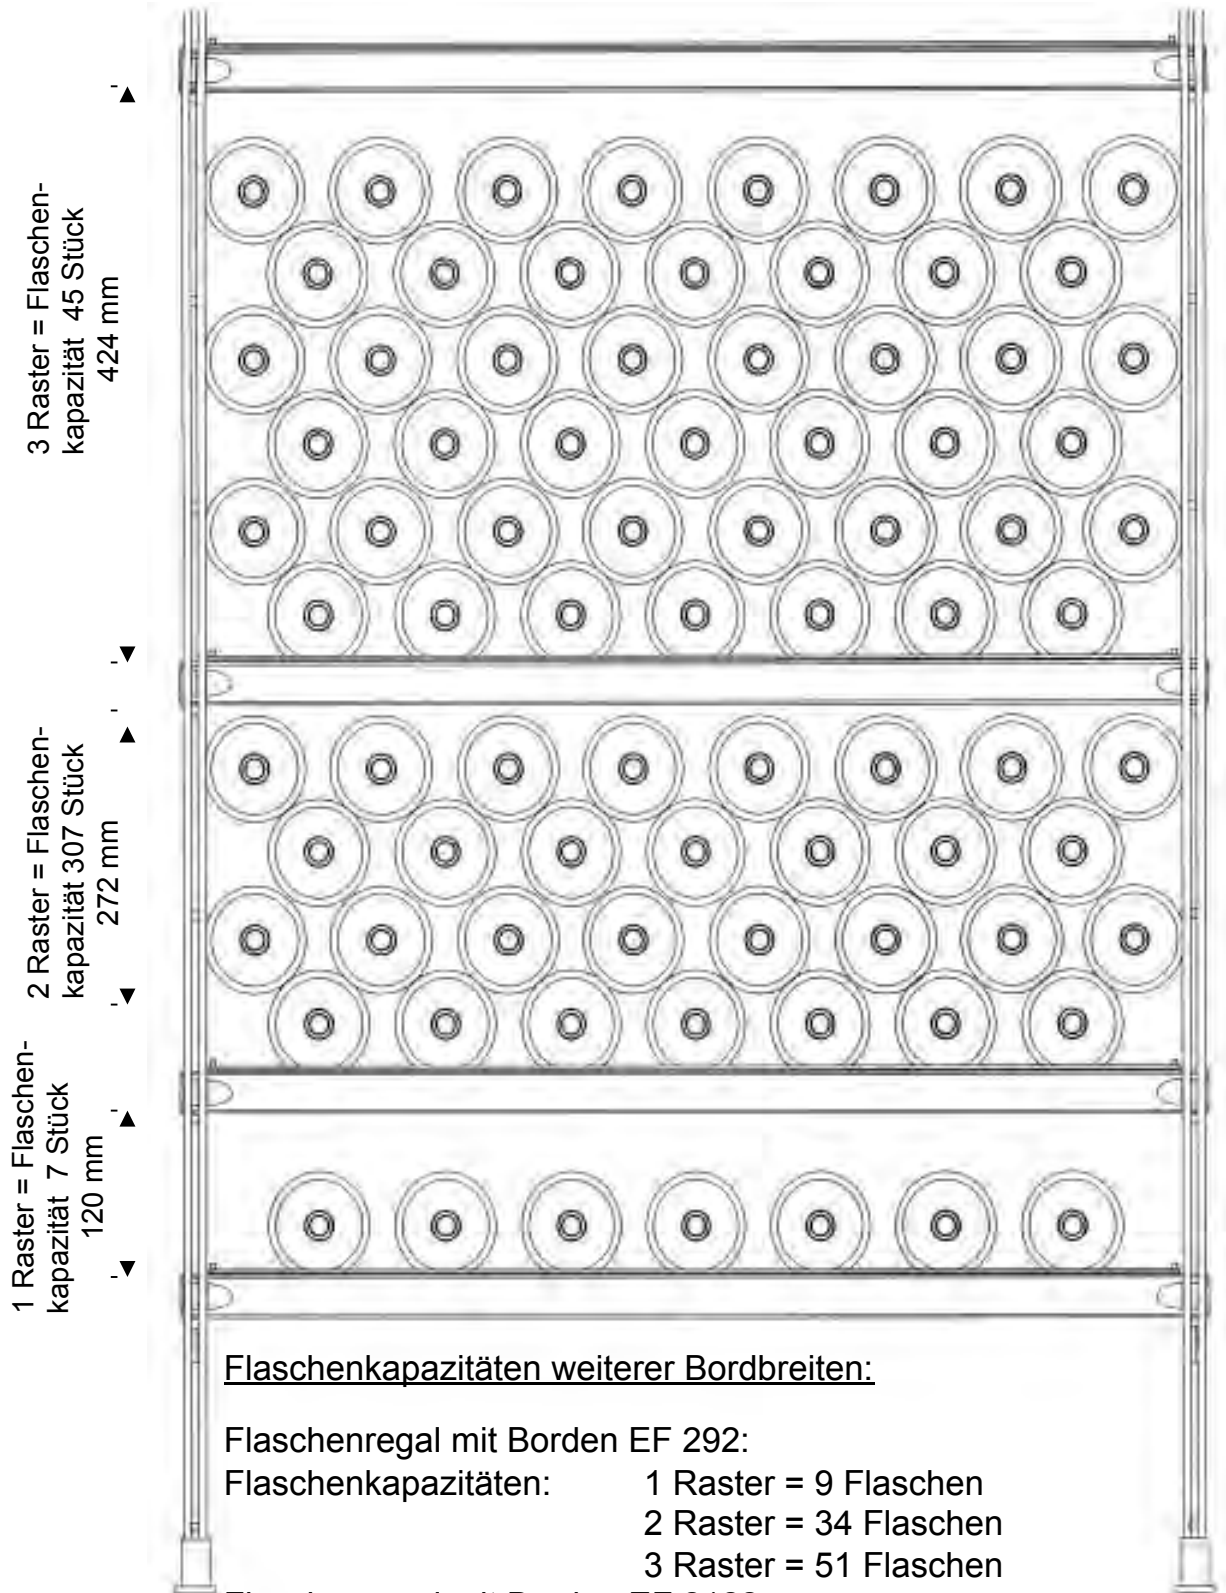 3 Raster = Flaschen-
kapazität 45 Stück
424 mm
2 Raster = Flaschen-
kapazität 307 Stück
272 mm
1 Raster = Flaschen-
kapazität 7 Stück
120 mm
Flaschenkapazitäten weiterer Bordbreiten:
Flaschenregal mit Borden EF 292:
Flaschenkapazitäten: 1 Raster = 9 Flaschen
2 Raster = 34 Flaschen
3 Raster = 51 Flaschen